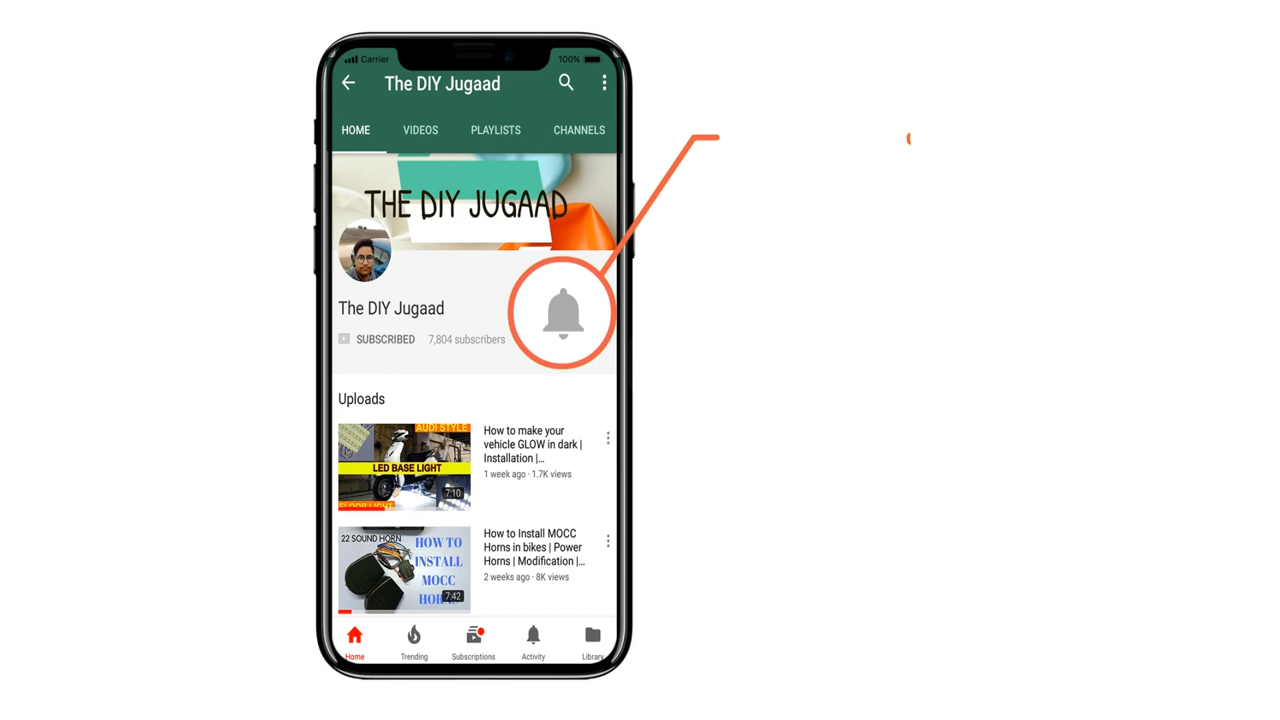 Carrier
100%
The DIY Jugaad
HOME
VIDEOS
PLAYLISTS
CHANNELS
THE DIY JUGAAD
The DIY Jugaad
SUBSCRIBED
7,804 subscribers
Uploads
AUDI STYLE
LED BASE LIGHT
7:10
FLOOR LIGHT
How to make your
vehicle GLOW in dark |
Installation |...
1 week ago · 1.7K views
22 SOUND HORN
HOW TO
INSTALL
MOCC
7:42
How to Install MOCC
Horns in bikes | Power
Horns | Modification |...
2 weeks ago · 8K views
Home
Trending
Subscriptions
Activity
Library